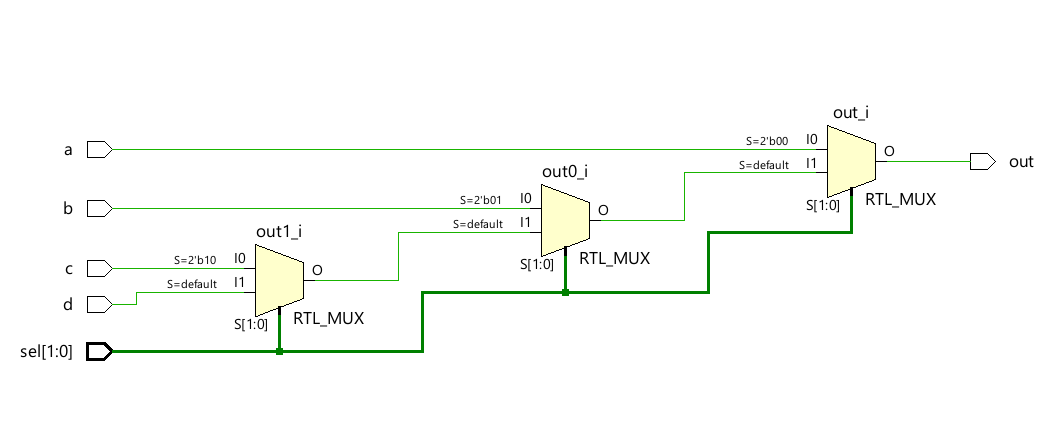 out_i
a
S=2'b00
I0
O
out
S=default
I1
out0_i
RTL_MUX
S[1:0]
b
S=2'b01
I0
O
S=default
I1
out1_i
RTL_MUX
S[1:0]
c
S=2'b10
I0
O
S=default
I1
d
RTL_MUX
S[1:0]
sel[1:0]